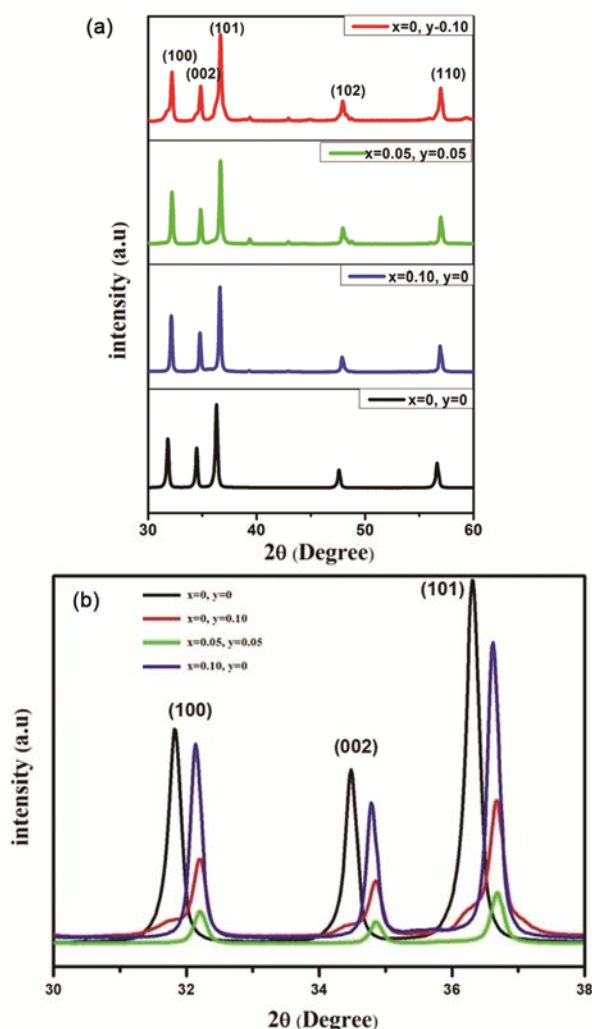 (a)
x=0, y-0.10
(100)
(002)
(101)
(102)
(110)
x=0.05, y=0.05
x=0.10, y=0
x=0, y=0
intensity (a.u)
30 40 50 60
2θ (Degree)
(b)
x=0, y=0
x=0, y=0.10
x=0.05, y=0.05
x=0.10, y=0
(100)
(002)
(101)
intensity (a.u)
30 32 34 36 38
2θ (Degree)